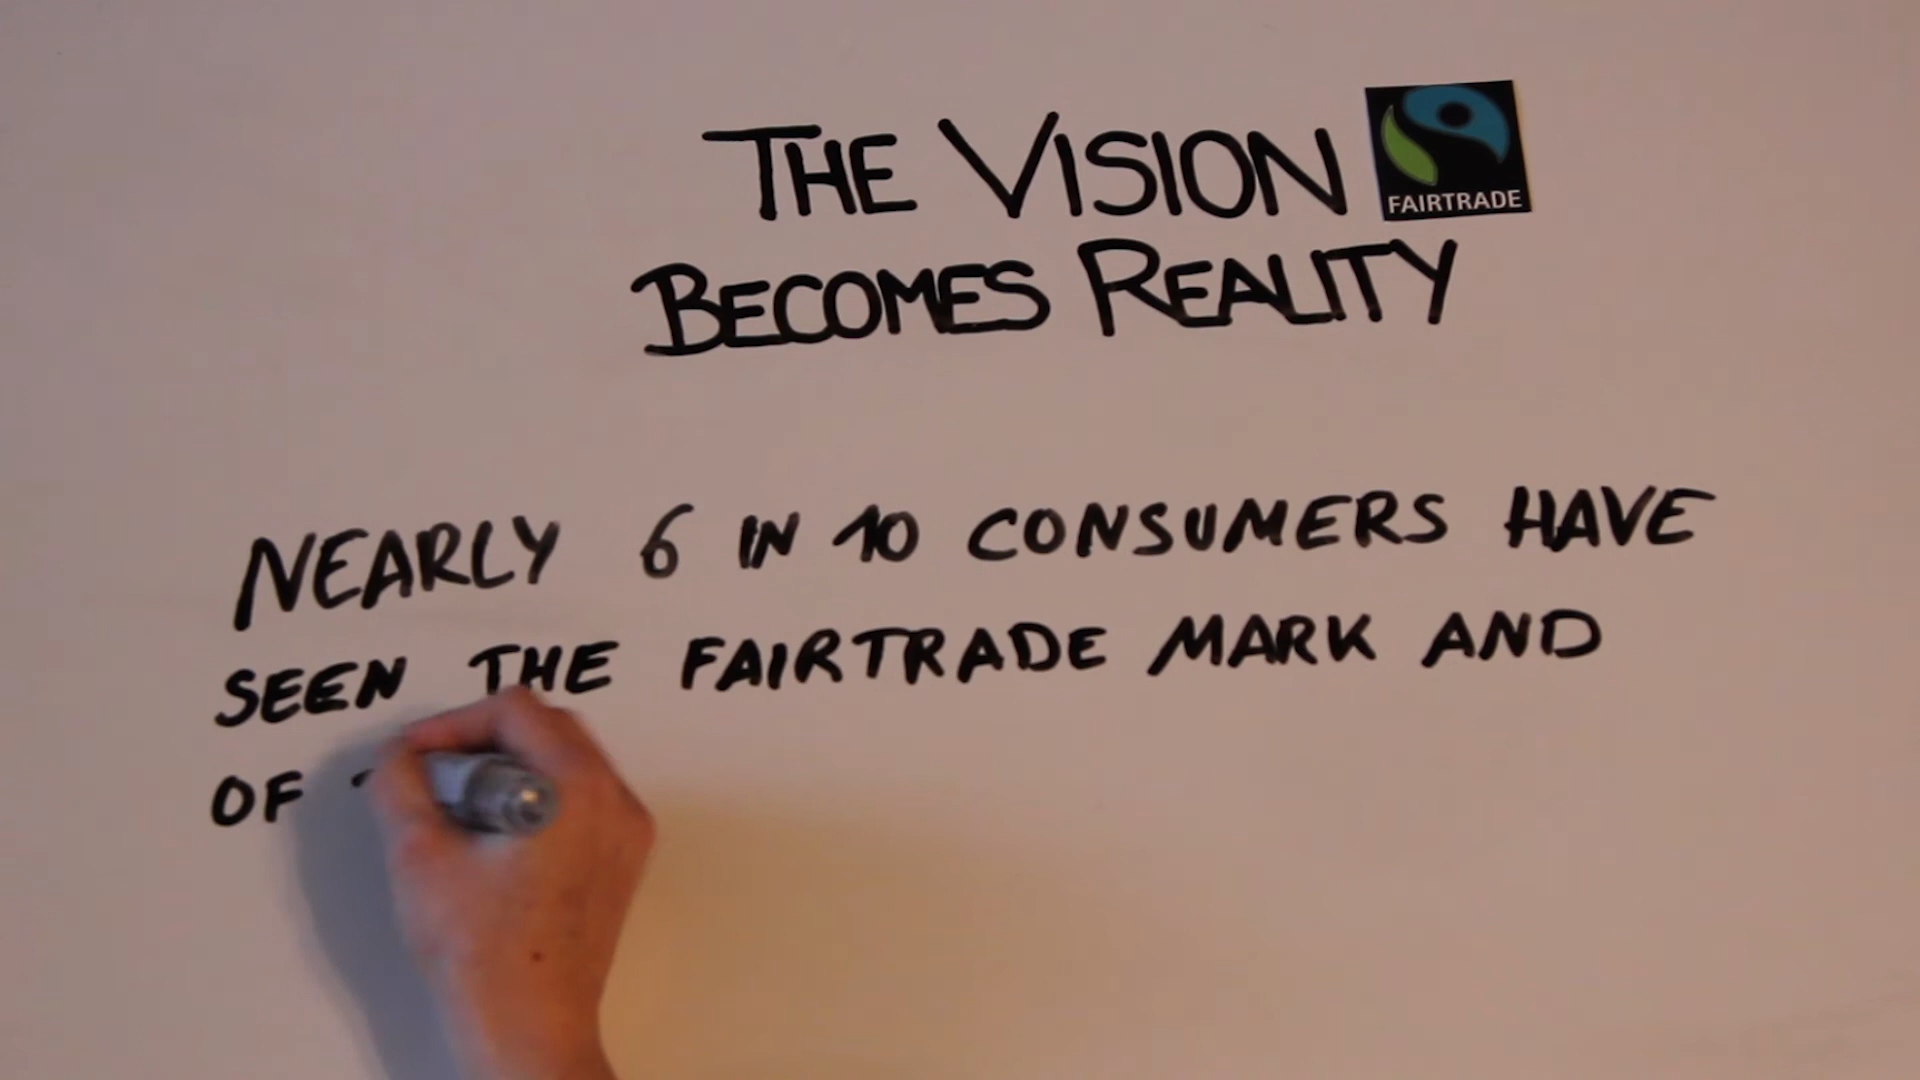 THE VISION
FAIRTRADE
BECOMES REALITY
NEARLY 6 IN 10 CONSUMERS HAVE
SEEN THE FAIRTRADE MARK AND
OF